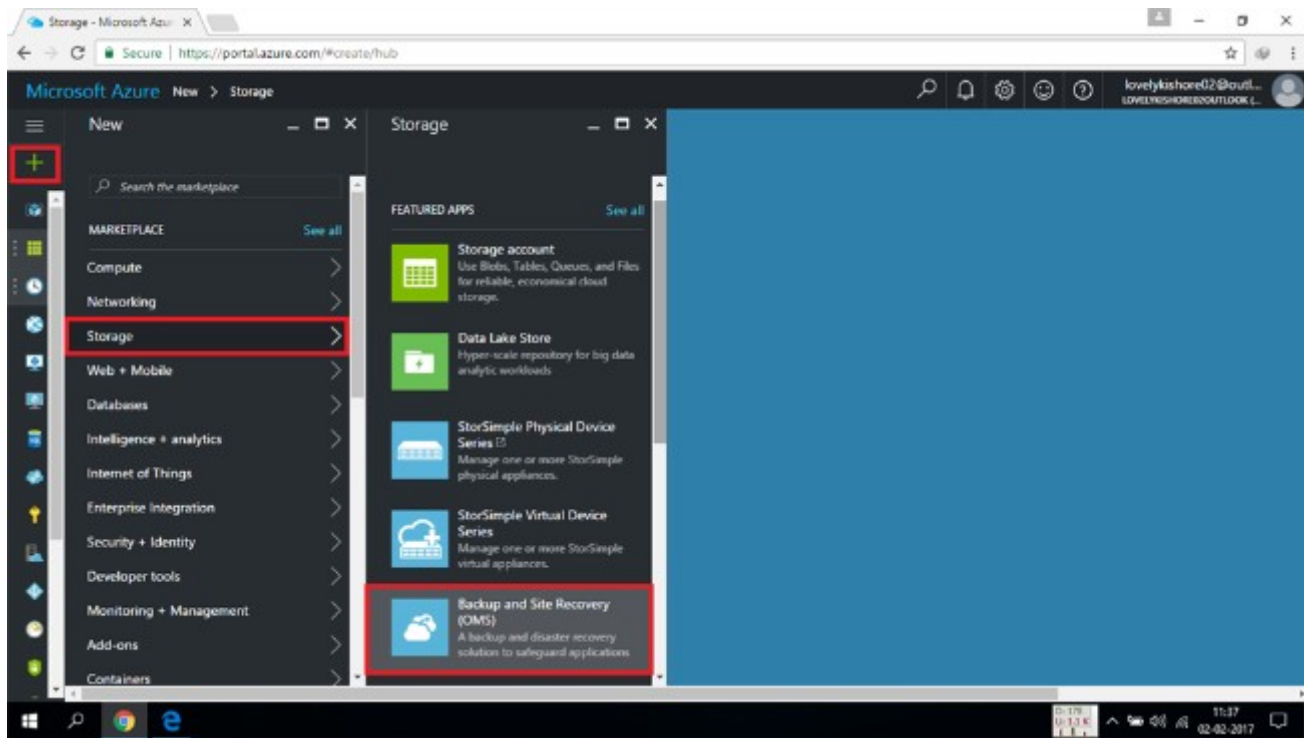 Storage - Microsoft Azur
Secure | https://portal.azure.com/#create/hub
Microsoft Azure New > Storage
lovelykishore02@outl...
LOVELYKISHORE02OUTLOOK (...
New
Search the marketplace
MARKETPLACE See all
Compute
Networking
Storage
Web + Mobile
Databases
Intelligence + analytics
Internet of Things
Enterprise Integration
Security + Identity
Developer tools
Monitoring + Management
Add-ons
Containers
Storage
FEATURED APPS See all
Storage account
Use Blobs, Tables, Queues, and Files
for reliable, economical cloud
storage.
Data Lake Store
Hyper-scale repository for big data
analytic workloads
StorSimple Physical Device
Series
Manage one or more StorSimple
physical appliances.
StorSimple Virtual Device
Series
Manage one or more StorSimple
virtual appliances.
Backup and Site Recovery
(OMS)
A backup and disaster recovery
solution to safeguard applications
11:37
02-02-2017